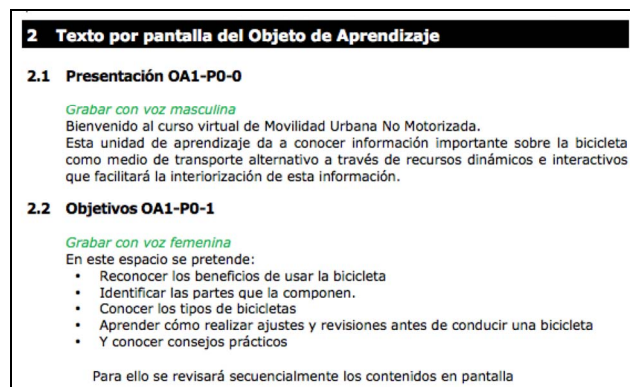 2 Texto por pantalla del Objeto de Aprendizaje
2.1 Presentación OA1-P0-0
Grabar con voz masculina
Bienvenido al curso virtual de Movilidad Urbana No Motorizada.
Esta unidad de aprendizaje da a conocer información importante sobre la bicicleta
como medio de transporte alternativo a través de recursos dinámicos e interactivos
que facilitará la interiorización de esta información.
2.2 Objetivos OA1-P0-1
Grabar con voz femenina
En este espacio se pretende:
• Reconocer los beneficios de usar la bicicleta
• Identificar las partes que la componen.
• Conocer los tipos de bicicletas
• Aprender cómo realizar ajustes y revisiones antes de conducir una bicicleta
• Y conocer consejos prácticos
Para ello se revisará secuencialmente los contenidos en pantalla